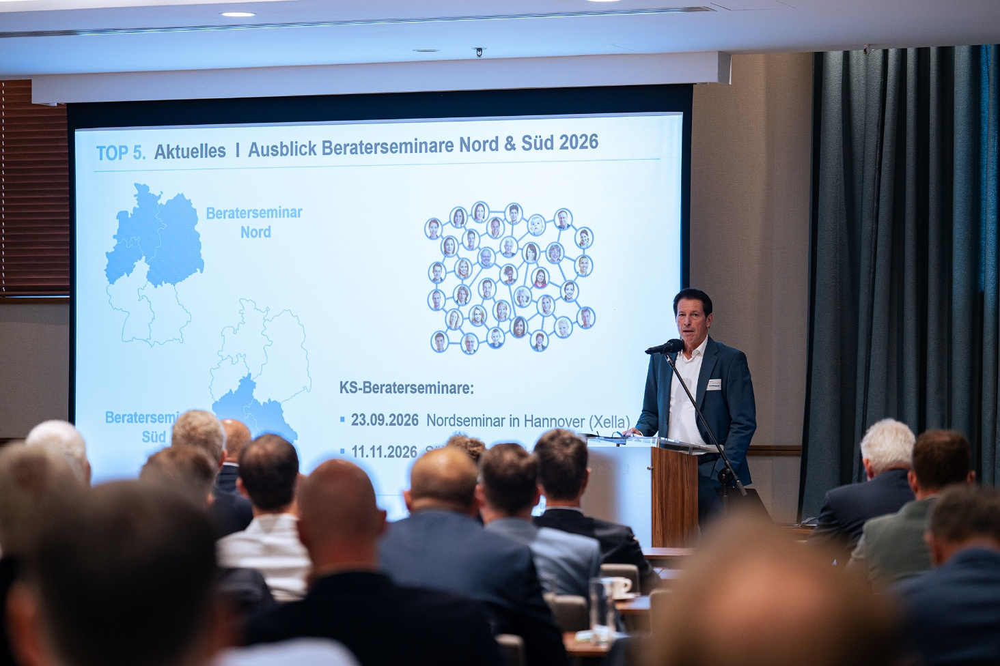 TOP 5. Aktuelles I Ausblick Beraterseminare Nord & Süd 2026
Beraterseminar
Nord
Süd
KS-Beraterseminare:
23.09.2026 Nordseminar in Hannover (Xella)
11.11.2026